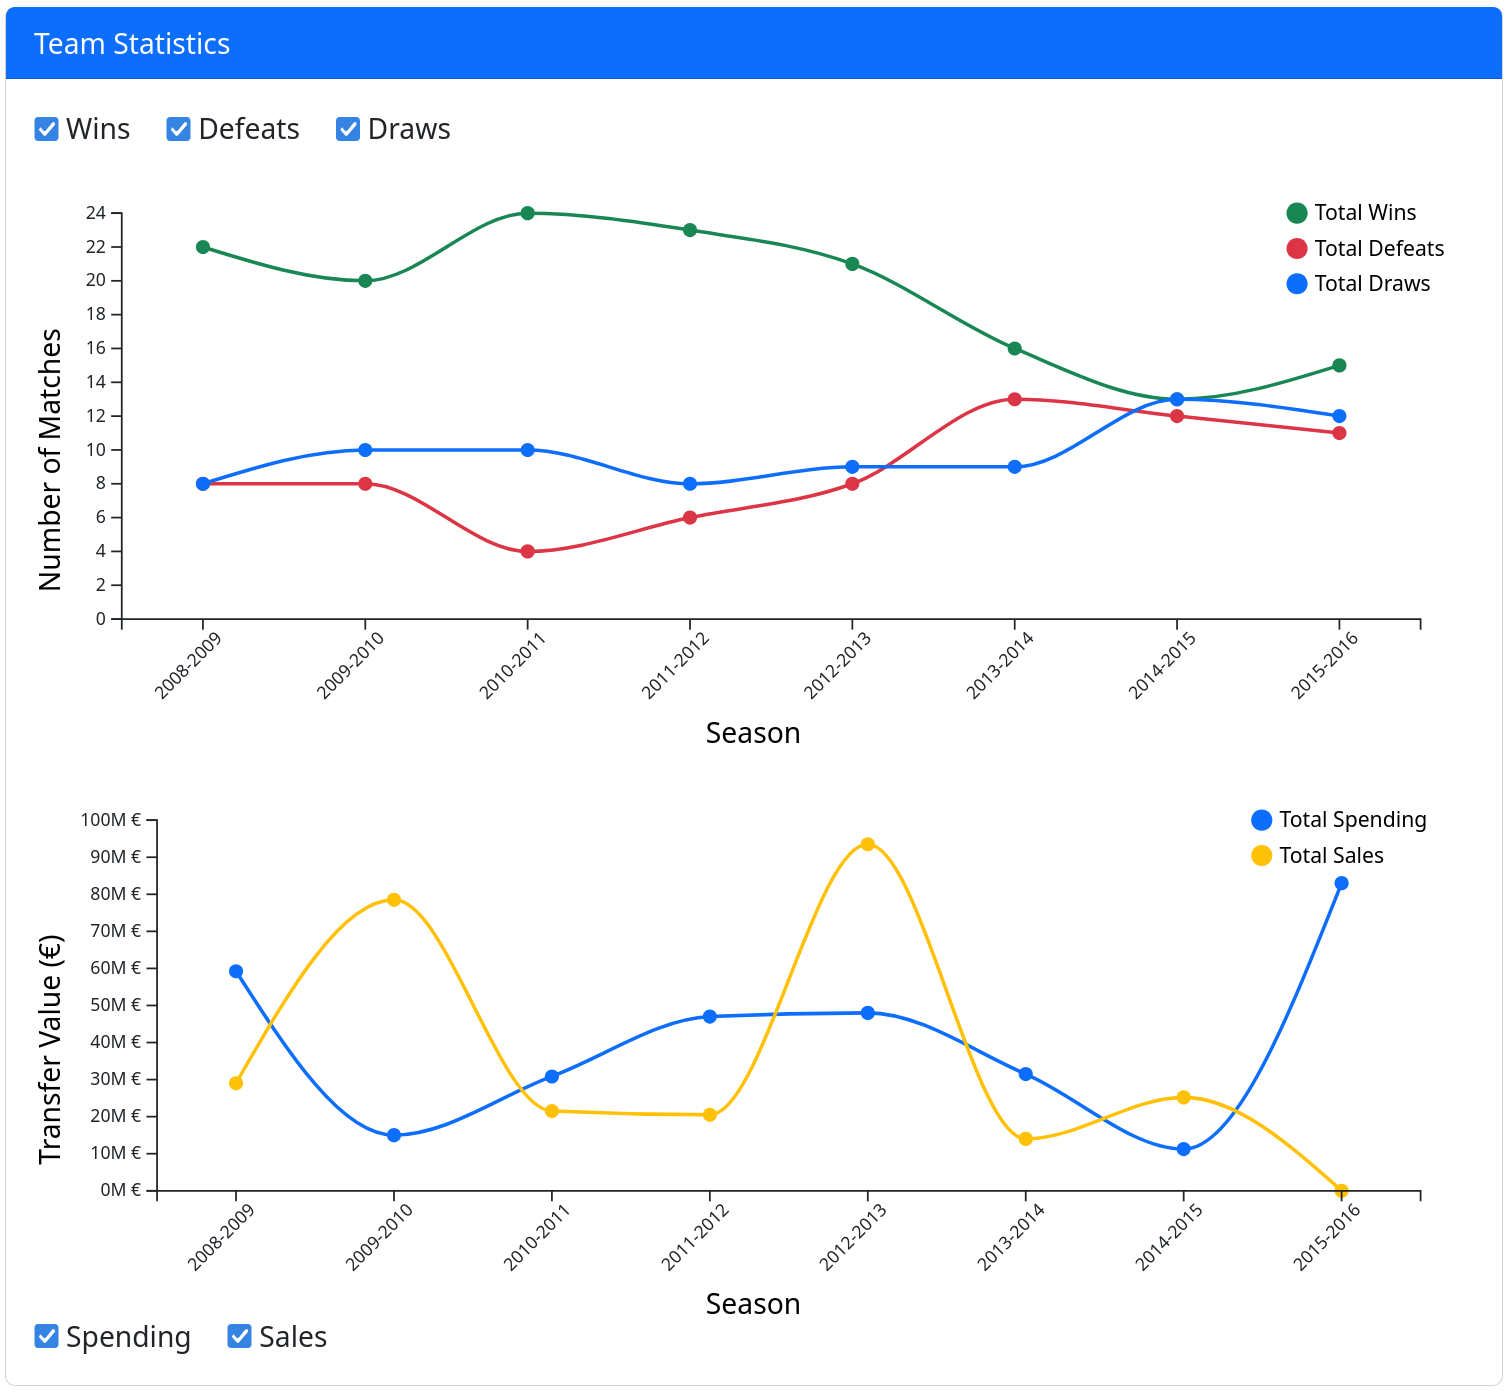 Team Statistics
Wins Defeats Draws
Total Wins
Total Defeats
Total Draws
24
22
20
18
16
14
12
10
8
6
4
2
0
Number of Matches
2008-2009 2009-2010 2010-2011 2011-2012 2012-2013 2013-2014 2014-2015 2015-2016
Season
Total Spending
Total Sales
100M €
90M €
80M €
70M €
60M €
50M €
40M €
30M €
20M €
10M €
0M €
Transfer Value (€)
2008-2009 2009-2010 2010-2011 2011-2012 2012-2013 2013-2014 2014-2015 2015-2016
Season
Spending Sales